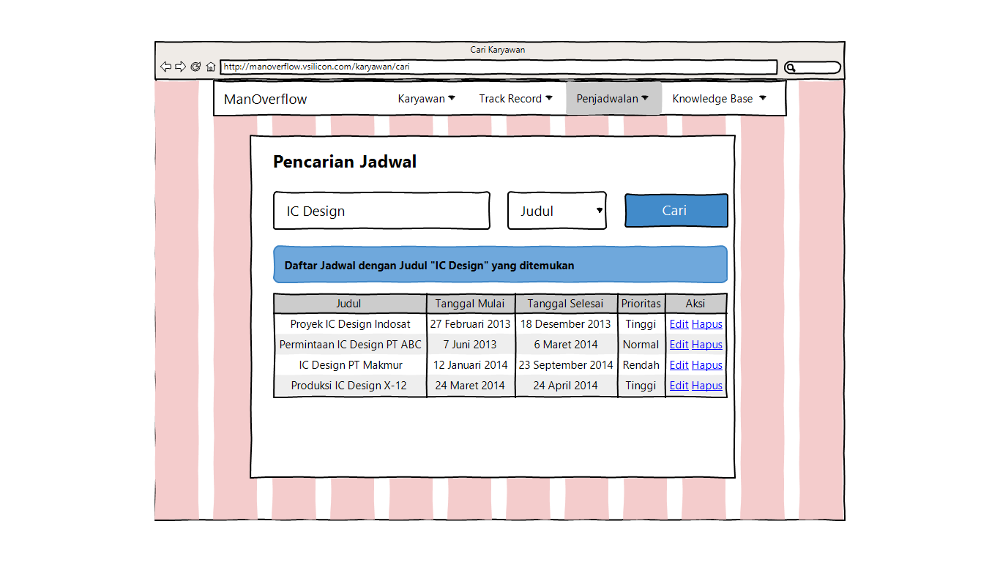 Cari Karyawan
http://manoverflow.vsilicon.com/karyawan/cari
ManOverflow Karyawan Track Record Penjadwalan Knowledge Base
Pencarian Jadwal
IC Design Judul Cari
Daftar Jadwal dengan Judul "IC Design" yang ditemukan
Judul Tanggal Mulai Tanggal Selesai Prioritas Aksi
Proyek IC Design Indosat 27 Februari 2013 18 Desember 2013 Tinggi Edit Hapus
Permintaan IC Design PT ABC 7 Juni 2013 6 Maret 2014 Normal Edit Hapus
IC Design PT Makmur 12 Januari 2014 23 September 2014 Rendah Edit Hapus
Produksi IC Design X-12 24 Maret 2014 24 April 2014 Tinggi Edit Hapus